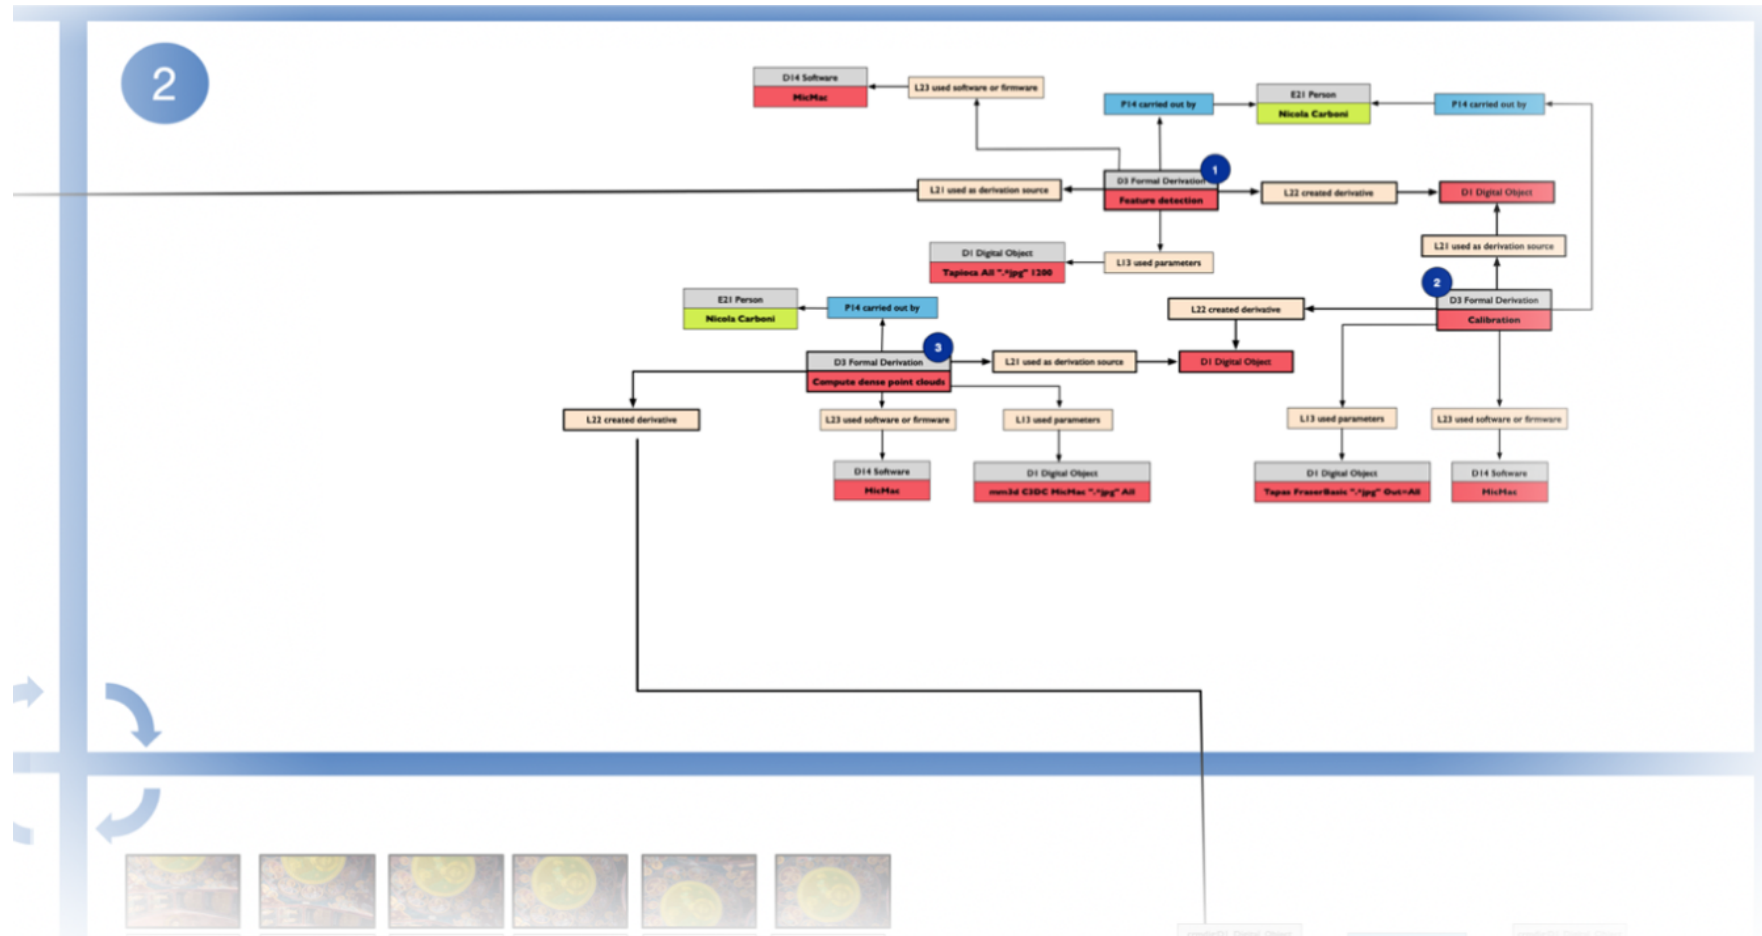 2
D14 Software
MicMac
L23 used software or firmware
P14 carried out by
E21 Person
Nicola Carboni
P14 carried out by
1
D3 Formal Derivation
Feature detection
L21 used as derivation source
L22 created derivative
D1 Digital Object
L21 used as derivation source
D1 Digital Object
Tapioca All ".*jpg" 1200
L13 used parameters
2
D3 Formal Derivation
Calibration
E21 Person
Nicola Carboni
P14 carried out by
L22 created derivative
3
D3 Formal Derivation
Compute dense point clouds
L21 used as derivation source
D1 Digital Object
L22 created derivative
L23 used software or firmware
L13 used parameters
L13 used parameters
L23 used software or firmware
D14 Software
MicMac
D1 Digital Object
mm3d C3DC MicMac ".*jpg" All
D1 Digital Object
Tapas FraserBasic ".*jpg" Out=All
D14 Software
MicMac